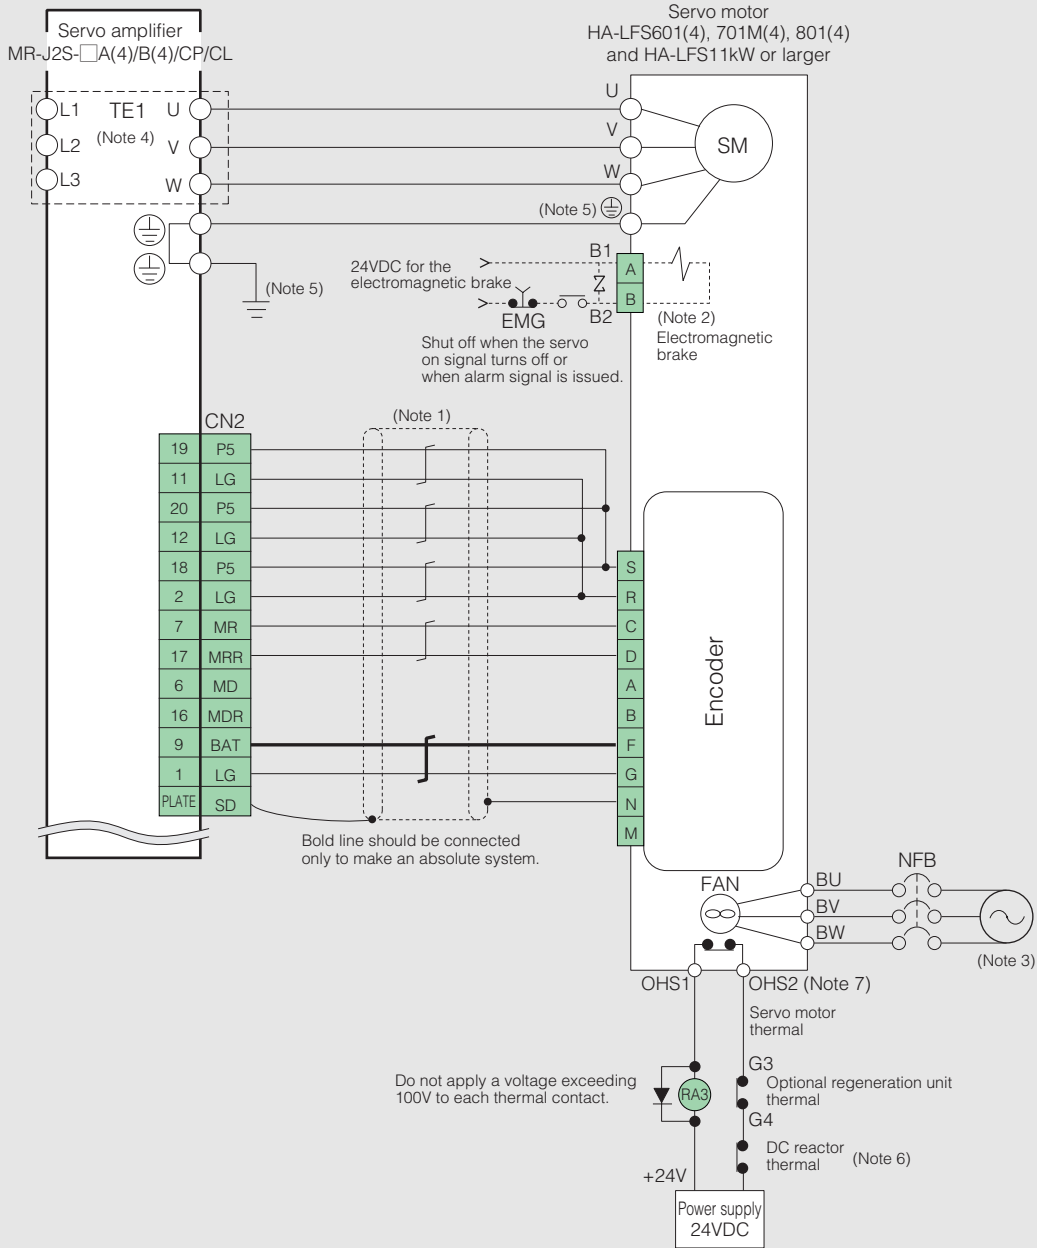 Servo amplifier
MR-J2S-□A(4)/B(4)/CP/CL
Servo motor
HA-LFS601(4), 701M(4), 801(4)
and HA-LFS11kW or larger
L1 TE1 U
(Note 4)
L2 V
L3 W
U
V
W
SM
(Note 5)
(Note 5)
24VDC for the
electromagnetic brake
B1
A
B
B2
EMG
Shut off when the servo
on signal turns off or
when alarm signal is issued.
(Note 2)
Electromagnetic
brake
(Note 1)
CN2
19 P5
11 LG
20 P5
12 LG
18 P5
2 LG
7 MR
17 MRR
6 MD
16 MDR
9 BAT
1 LG
PLATE SD
S
R
C
D
A
B
F
G
N
M
Encoder
Bold line should be connected
only to make an absolute system.
FAN
BU
BV
BW
NFB
(Note 3)
OHS1
OHS2 (Note 7)
Servo motor
thermal
Do not apply a voltage exceeding
100V to each thermal contact.
RA3
G3
Optional regeneration unit
thermal
G4
DC reactor
thermal
(Note 6)
+24V
Power supply
24VDC